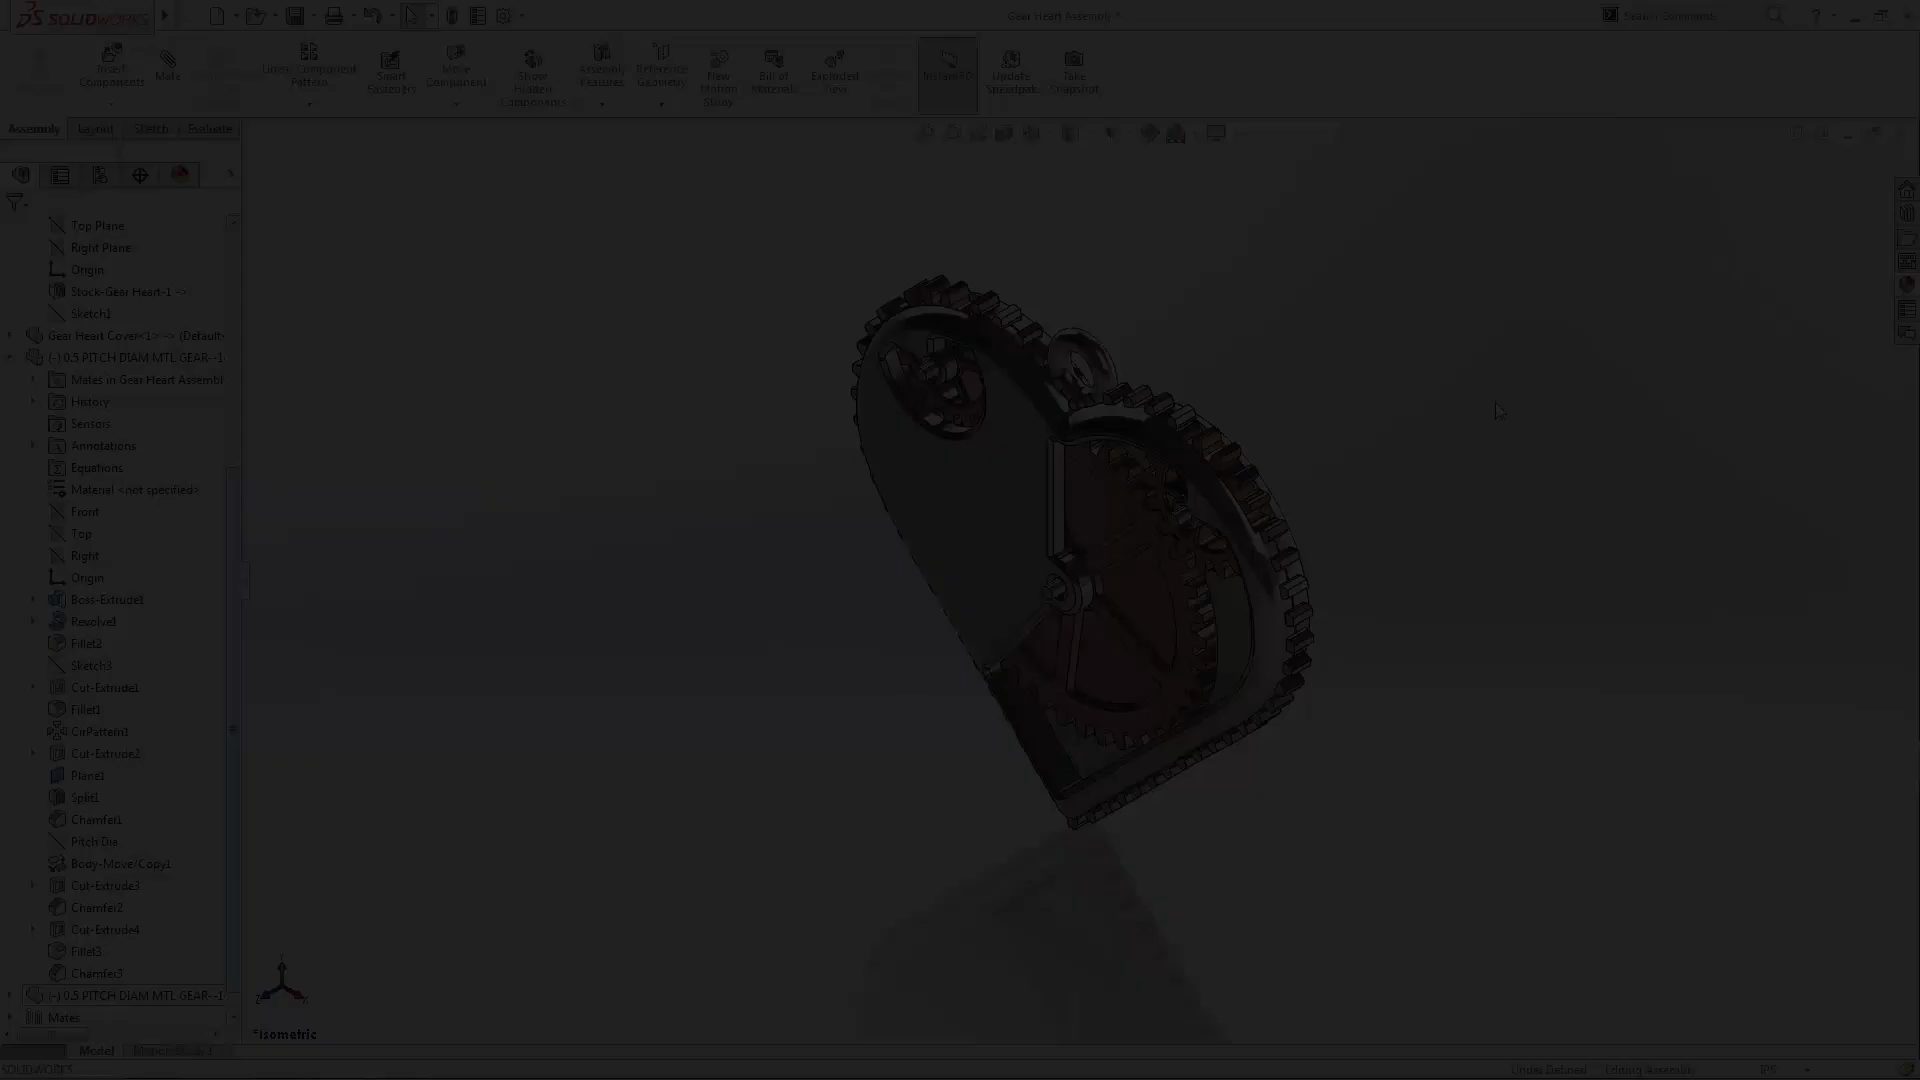 SOLIDWORKS
Gear Heart Assembly *
Search Commands
Insert Components
Mate
Linear Component Pattern
Smart Fasteners
Move Component
Show Hidden Components
Assembly Features
Reference Geometry
New Motion Study
Bill of Materials
Exploded View
Instant3D
Update Speedpak
Take Snapshot
Assembly
Layout
Sketch
Evaluate
Top Plane
Right Plane
Origin
Stock-Gear Heart-1 ->
Sketch1
Gear Heart Cover<1> -> (Default
(-) 0.5 PITCH DIAM MTL GEAR--1
Mates in Gear Heart Assembl
History
Sensors
Annotations
Equations
Material <not specified>
Front
Top
Right
Origin
Boss-Extrude1
Revolve1
Fillet2
Sketch3
Cut-Extrude1
Fillet1
CirPattern1
Cut-Extrude2
Plane1
Split1
Chamfer1
Pitch Dia
Body-Move/Copy1
Cut-Extrude3
Chamfer2
Cut-Extrude4
Fillet3
Chamfer3
(-) 0.5 PITCH DIAM MTL GEAR--1
Mates
*Isometric
Model
Motion Study 1
SOLIDWORKS
Under Defined
Editing Assembly
IPS